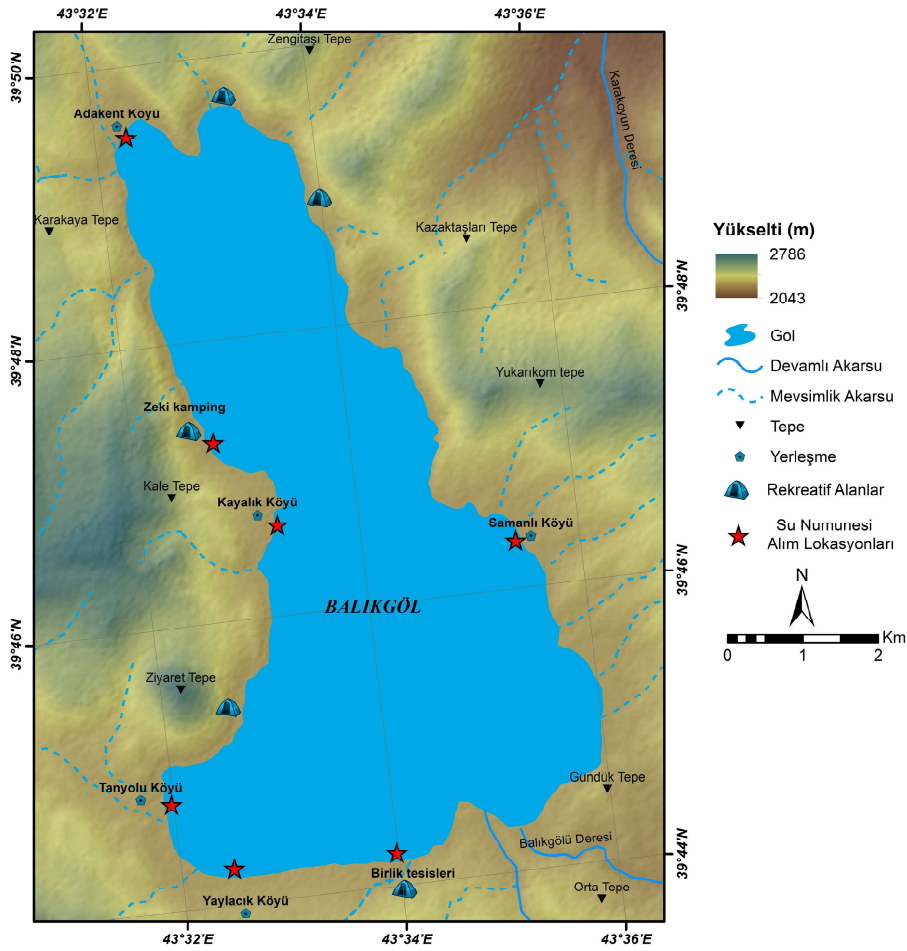 43°32'E
43°34'E
43°36'E
39°50'N
39°48'N
39°46'N
39°48'N
39°46'N
39°44'N
43°32'E
43°34'E
43°36'E
Zengitaşı Tepe
Adakent Köyü
Karakoyun Deresi
Karakaya Tepe
Kazaktaşları Tepe
Yukarıkom tepe
Zeki kamping
Kale Tepe
Kayalık Köyü
Samanlı Köyü
BALIKGÖL
Ziyaret Tepe
Tanyolu Köyü
Gündük Tepe
Balıkgölü Deresi
Birlik tesisleri
Orta Tepe
Yaylacık Köyü
Yükselti (m)
2786
2043
Göl
Devamlı Akarsu
Mevsimlik Akarsu
Tepe
Yerleşme
Rekreatif Alanlar
Su Numunesi
Alım Lokasyonları
N
Km
0 1 2